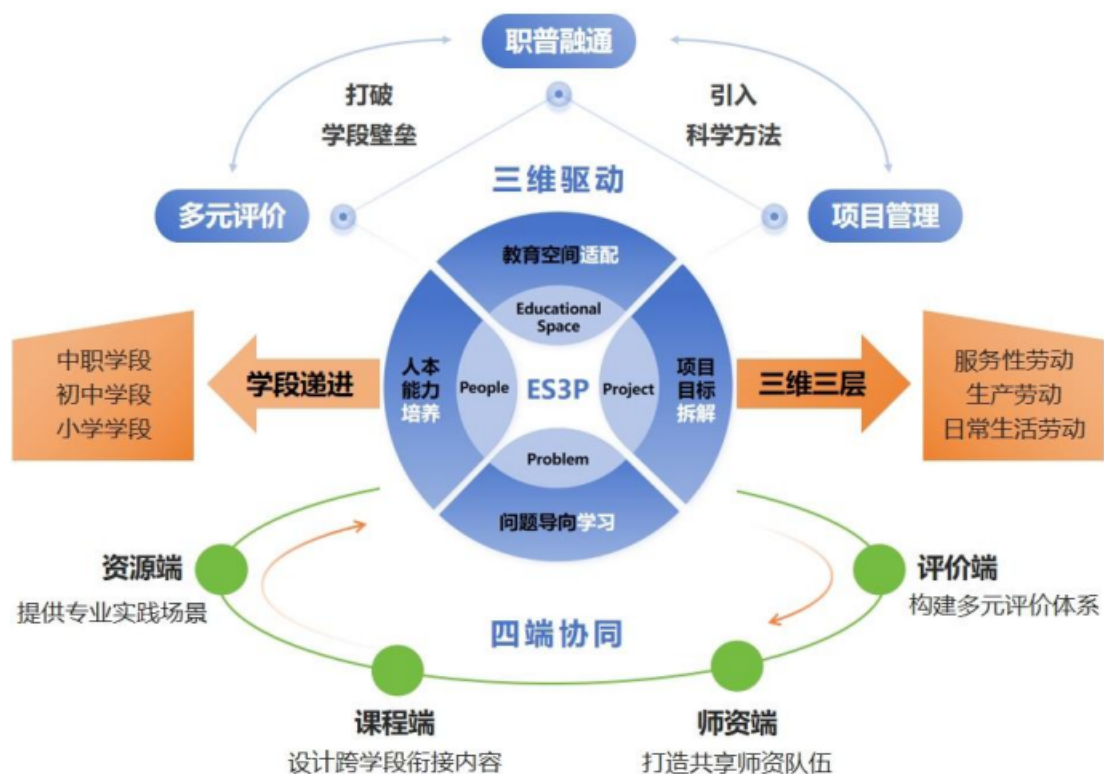 职普融通
打破
学段壁垒
引入
科学方法
三维驱动
多元评价
项目管理
教育空间适配
Educational
Space
中职学段
初中学段
小学学段
学段递进
人本
能力
培养
People
ES3P
Project
项目
目标
拆解
三维三层
服务性劳动
生产劳动
日常生活劳动
Problem
问题导向学习
资源端
提供专业实践场景
评价端
构建多元评价体系
四端协同
课程端
设计跨学段衔接内容
师资端
打造共享师资队伍